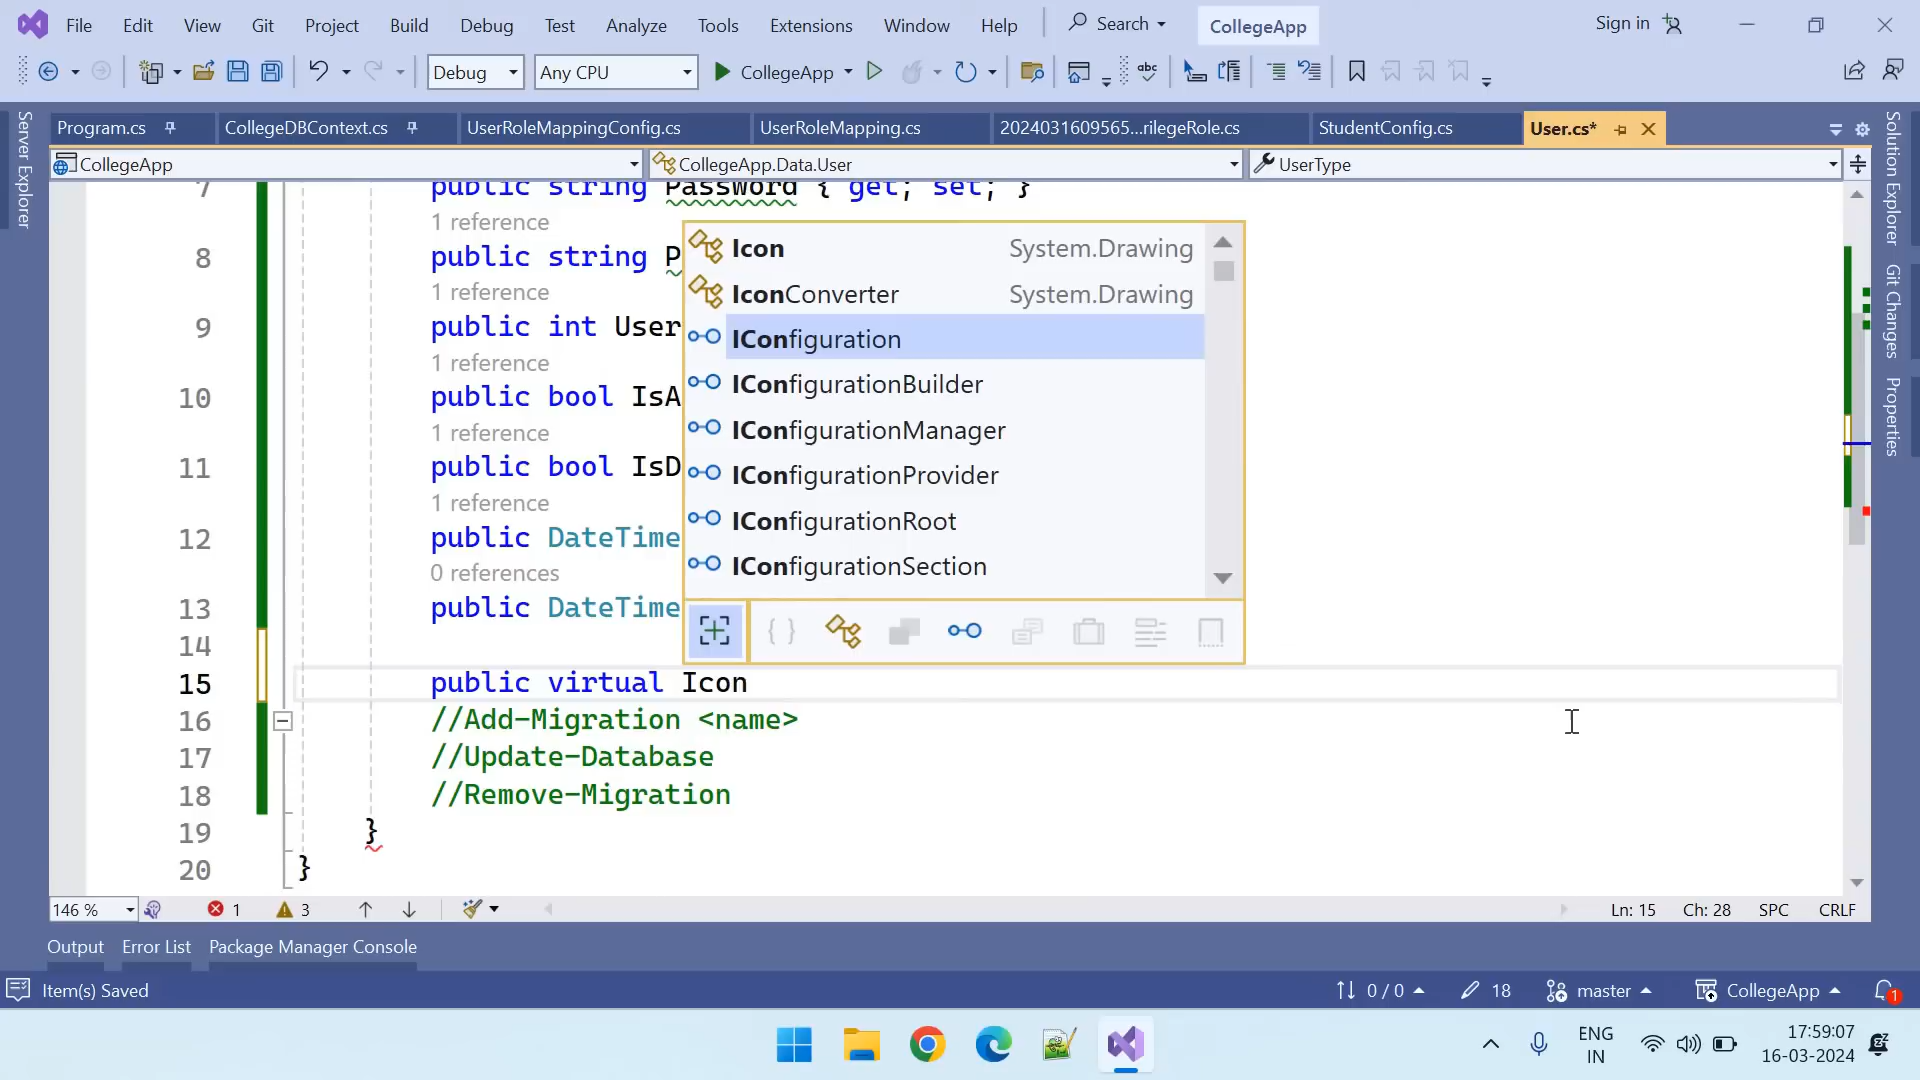 File Edit View Git Project Build Debug Test Analyze Tools Extensions Window Help Search CollegeApp Sign in
Debug Any CPU CollegeApp
Program.cs CollegeDBContext.cs UserRoleMappingConfig.cs UserRoleMapping.cs 2024031609565...rilegeRole.cs StudentConfig.cs User.cs*
CollegeApp CollegeApp.Data.User UserType
Server Explorer
Solution Explorer
Git Changes
Properties
7 public string Password { get; set; }
1 reference
8 public string P
1 reference
9 public int User
1 reference
10 public bool IsA
1 reference
11 public bool IsD
1 reference
12 public DateTime
0 references
13 public DateTime
14
15 public virtual Icon
16 //Add-Migration <name>
17 //Update-Database
18 //Remove-Migration
19 }
20 }
Icon System.Drawing
IconConverter System.Drawing
IConfiguration
IConfigurationBuilder
IConfigurationManager
IConfigurationProvider
IConfigurationRoot
IConfigurationSection
146 % 1 3 Ln: 15 Ch: 28 SPC CRLF
Output Error List Package Manager Console
Item(s) Saved 0 / 0 18 master CollegeApp 1
ENG
IN
17:59:07
16-03-2024